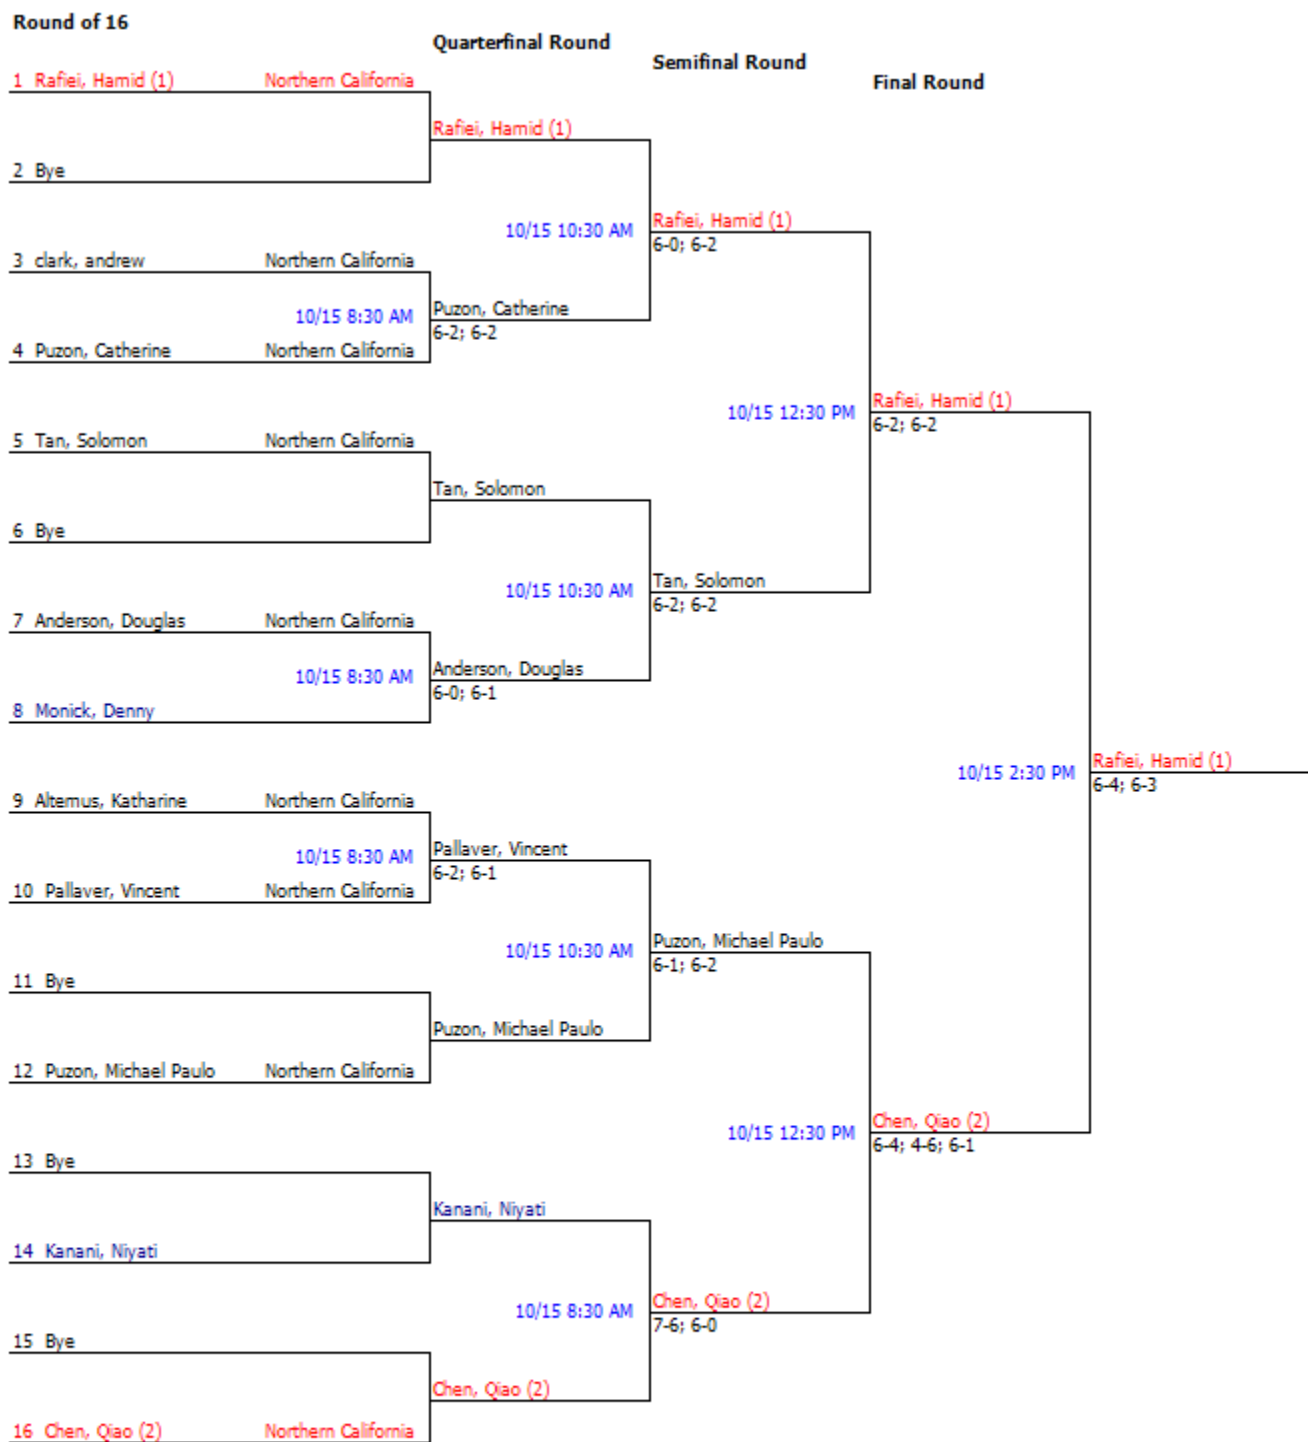 Round of 16
Quarterfinal Round
Semifinal Round
Final Round
1 Rafiei, Hamid (1) Northern California
Rafiei, Hamid (1)
2 Bye
10/15 10:30 AM Rafiei, Hamid (1)
6-0; 6-2
3 clark, andrew Northern California
10/15 8:30 AM Puzon, Catherine
6-2; 6-2
4 Puzon, Catherine Northern California
10/15 12:30 PM Rafiei, Hamid (1)
6-2; 6-2
5 Tan, Solomon Northern California
Tan, Solomon
6 Bye
10/15 10:30 AM Tan, Solomon
6-2; 6-2
7 Anderson, Douglas Northern California
10/15 8:30 AM Anderson, Douglas
6-0; 6-1
8 Monick, Denny
10/15 2:30 PM Rafiei, Hamid (1)
6-4; 6-3
9 Altemus, Katharine Northern California
10/15 8:30 AM Pallaver, Vincent
6-2; 6-1
10 Pallaver, Vincent Northern California
10/15 10:30 AM Puzon, Michael Paulo
6-1; 6-2
11 Bye
Puzon, Michael Paulo
12 Puzon, Michael Paulo Northern California
10/15 12:30 PM Chen, Qiao (2)
6-4; 4-6; 6-1
13 Bye
Kanani, Niyati
14 Kanani, Niyati
10/15 8:30 AM Chen, Qiao (2)
7-6; 6-0
15 Bye
Chen, Qiao (2)
16 Chen, Qiao (2) Northern California